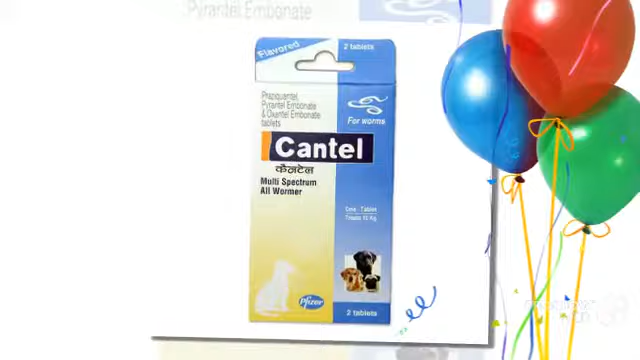 Pyrantel Embonate
Flavored
2 tablets
Praziquantel,
Pyrantel Embonate
& Oxantel Embonate
tablets
For worms
Cantel
कैनटेल
Multi Spectrum
All Wormer
One - Tablet
Treats 10 Kg
Pfizer
2 tablets